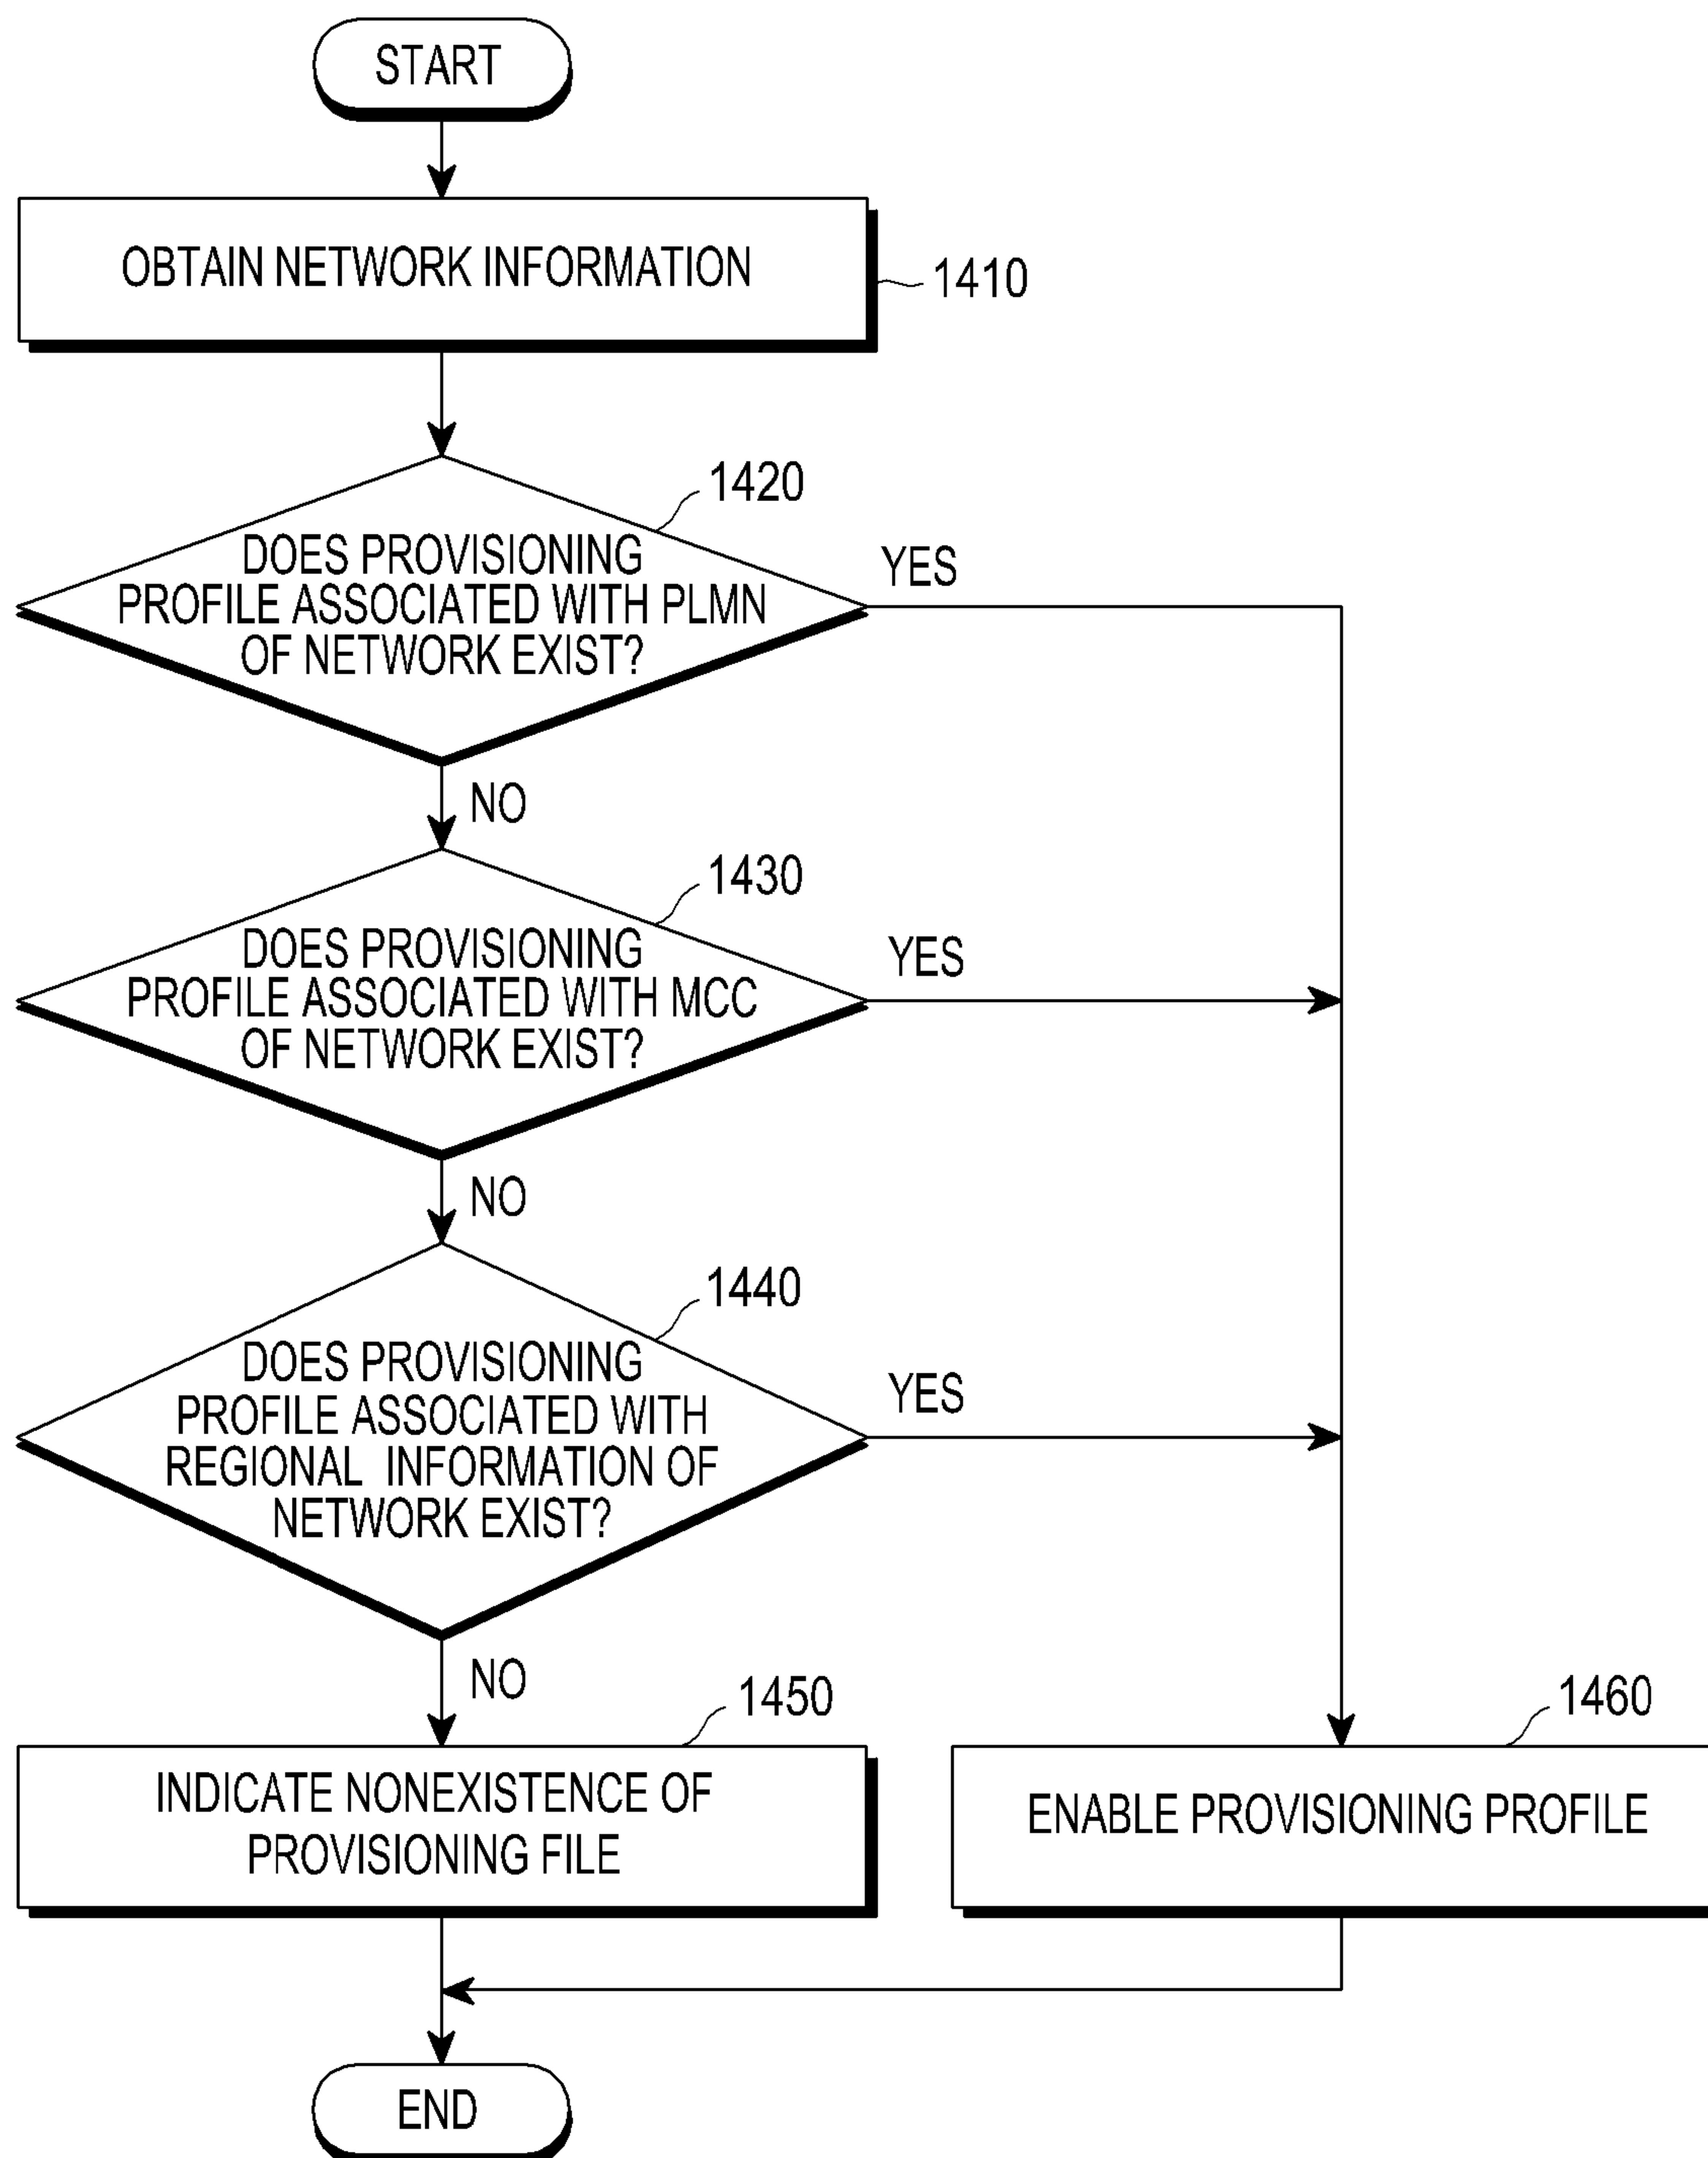 START
OBTAIN NETWORK INFORMATION
1410
1420
DOES PROVISIONING
PROFILE ASSOCIATED WITH PLMN
OF NETWORK EXIST?
YES
NO
1430
DOES PROVISIONING
PROFILE ASSOCIATED WITH MCC
OF NETWORK EXIST?
YES
NO
1440
DOES PROVISIONING
PROFILE ASSOCIATED WITH
REGIONAL INFORMATION OF
NETWORK EXIST?
YES
NO
1450
INDICATE NONEXISTENCE OF
PROVISIONING FILE
1460
ENABLE PROVISIONING PROFILE
END